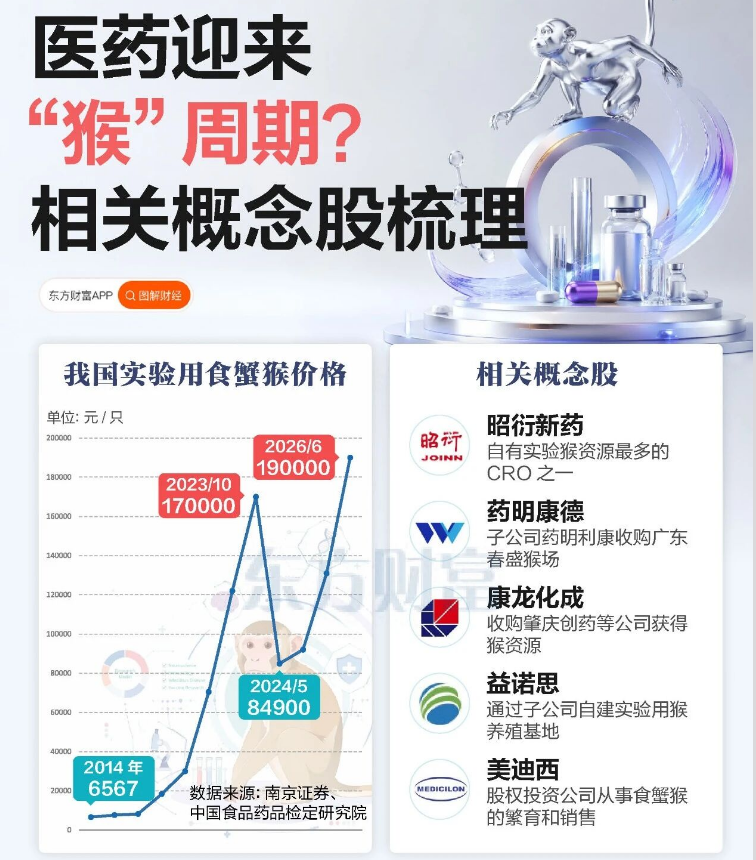 医药迎来
“猴”周期?
相关概念股梳理
东方财富APP 图解财经
我国实验用食蟹猴价格
单位: 元 / 只
200000
180000
160000
140000
120000
100000
80000
60000
40000
20000
0
2026/6
190000
2023/10
170000
2024/5
84900
2014 年
6567
东方财富
数据来源: 南京证券、
中国食品药品检定研究院
相关概念股
昭衍
JOINN
昭衍新药
自有实验猴资源最多的
CRO 之一
药明康德
子公司药明利康收购广东
春盛猴场
康龙化成
收购肇庆创药等公司获得
猴资源
益诺思
通过子公司自建实验用猴
养殖基地
MEDICILON
美迪西
股权投资公司从事食蟹猴
的繁育和销售